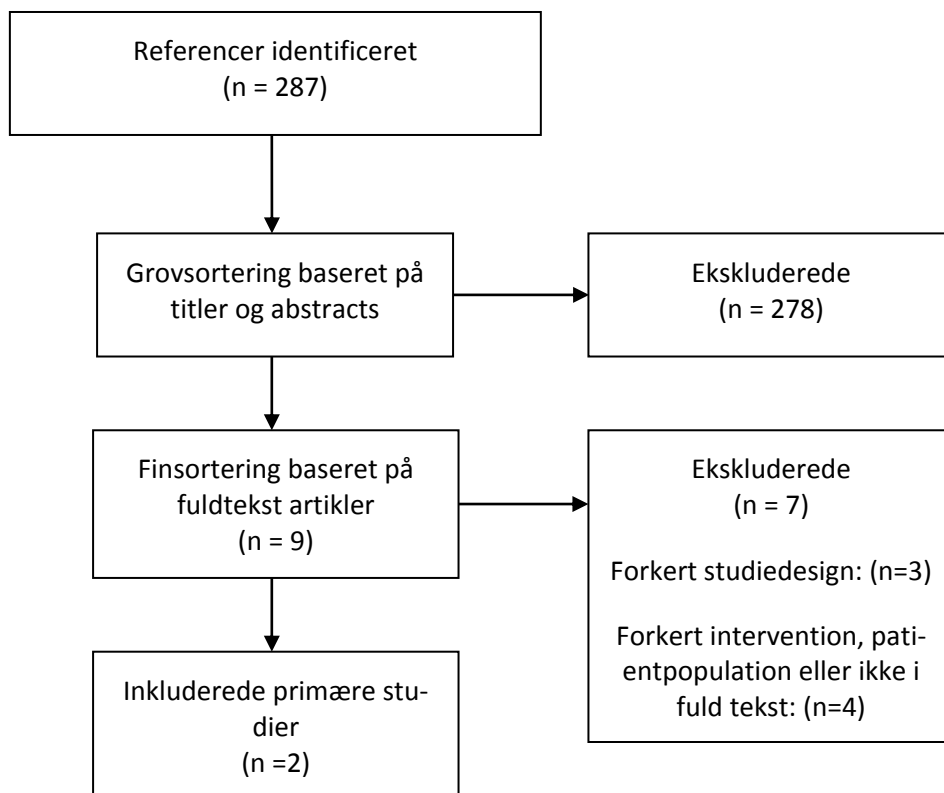 Referencer identificeret
(n = 287)
Grovsortering baseret på
titler og abstracts
Ekskluderede
(n = 278)
Finsortering baseret på
fuldtekst artikler
(n = 9)
Ekskluderede
(n = 7)
Forkert studiedesign: (n=3)
Forkert intervention, pati-
entpopulation eller ikke i
fuld tekst: (n=4)
Inkluderede primære stu-
dier
(n =2)